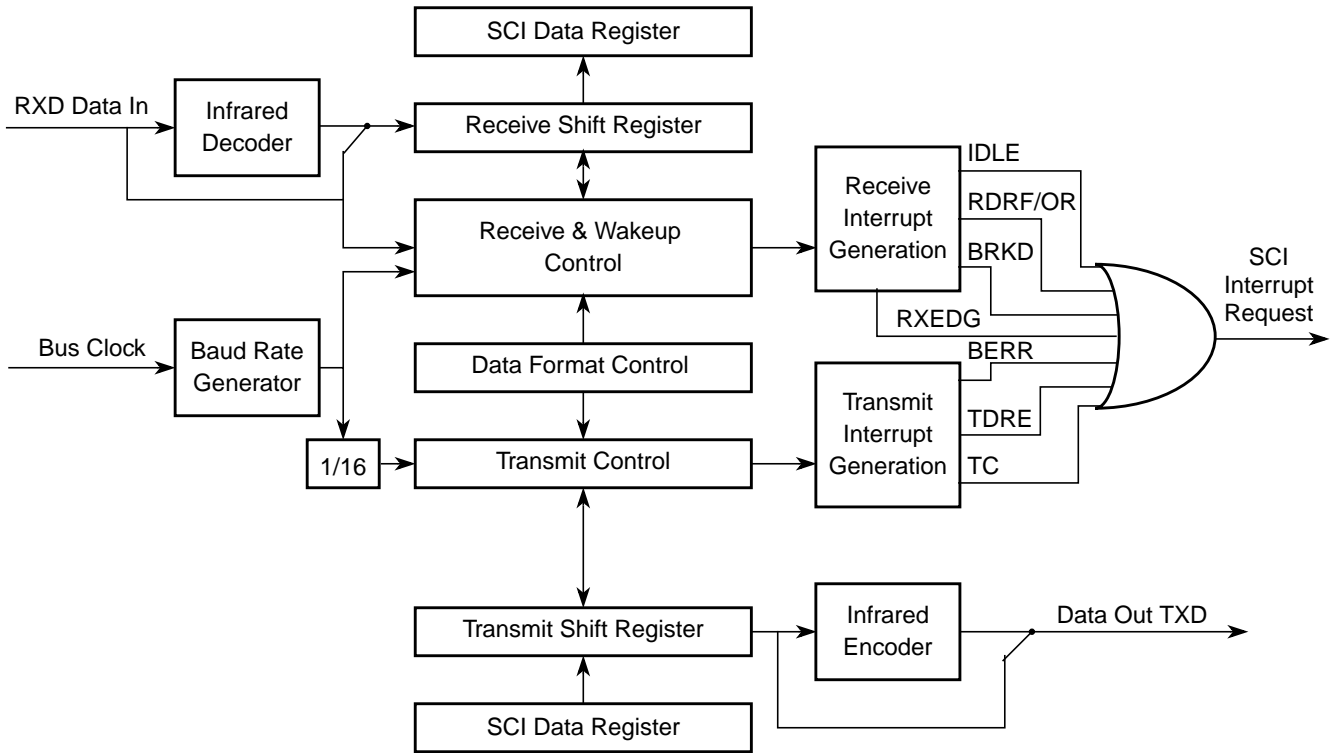 SCI Data Register
RXD Data In
Infrared
Decoder
Receive Shift Register
Receive & Wakeup
Control
Receive
Interrupt
Generation
IDLE
RDRF/OR
BRKD
RXEDG
SCI
Interrupt
Request
Bus Clock
Baud Rate
Generator
Data Format Control
BERR
Transmit
Interrupt
Generation
TDRE
TC
1/16
Transmit Control
Transmit Shift Register
Infrared
Encoder
Data Out TXD
SCI Data Register